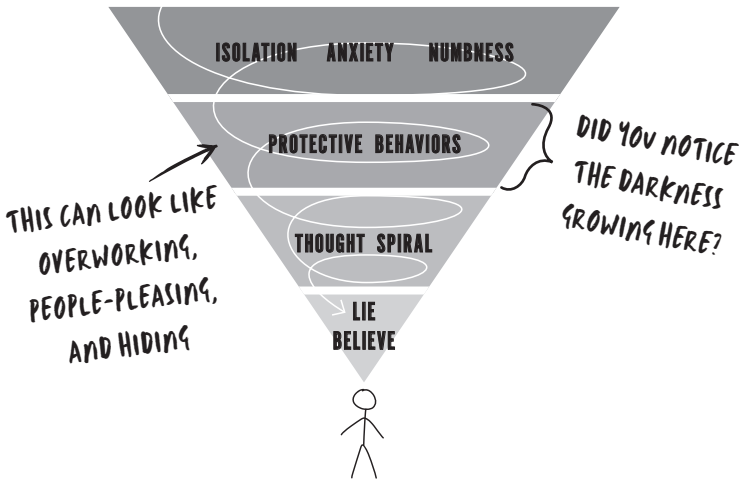 ISOLATION ANXIETY NUMBNESS
PROTECTIVE BEHAVIORS
THOUGHT SPIRAL
LIE
BELIEVE
THIS CAN LOOK LIKE
OVERWORKING,
PEOPLE-PLEASING,
AND HIDING
DID YOU NOTICE
THE DARKNESS
GROWING HERE?